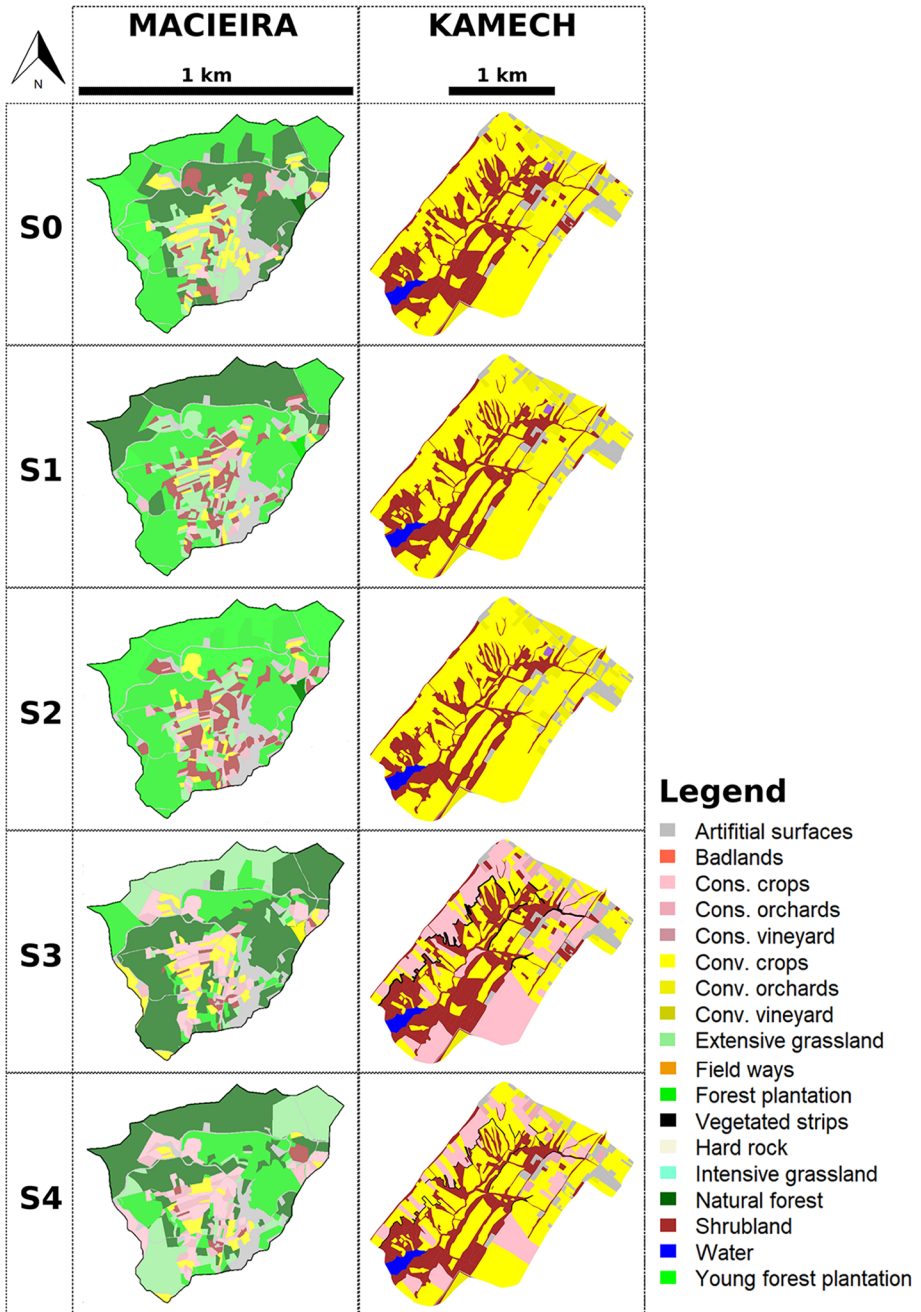 MACIEIRA KAMECH
N 1 km 1 km
S0
S1
S2
S3
S4
Legend
Artifitial surfaces
Badlands
Cons. crops
Cons. orchards
Cons. vineyard
Conv. crops
Conv. orchards
Conv. vineyard
Extensive grassland
Field ways
Forest plantation
Vegetated strips
Hard rock
Intensive grassland
Natural forest
Shrubland
Water
Young forest plantation